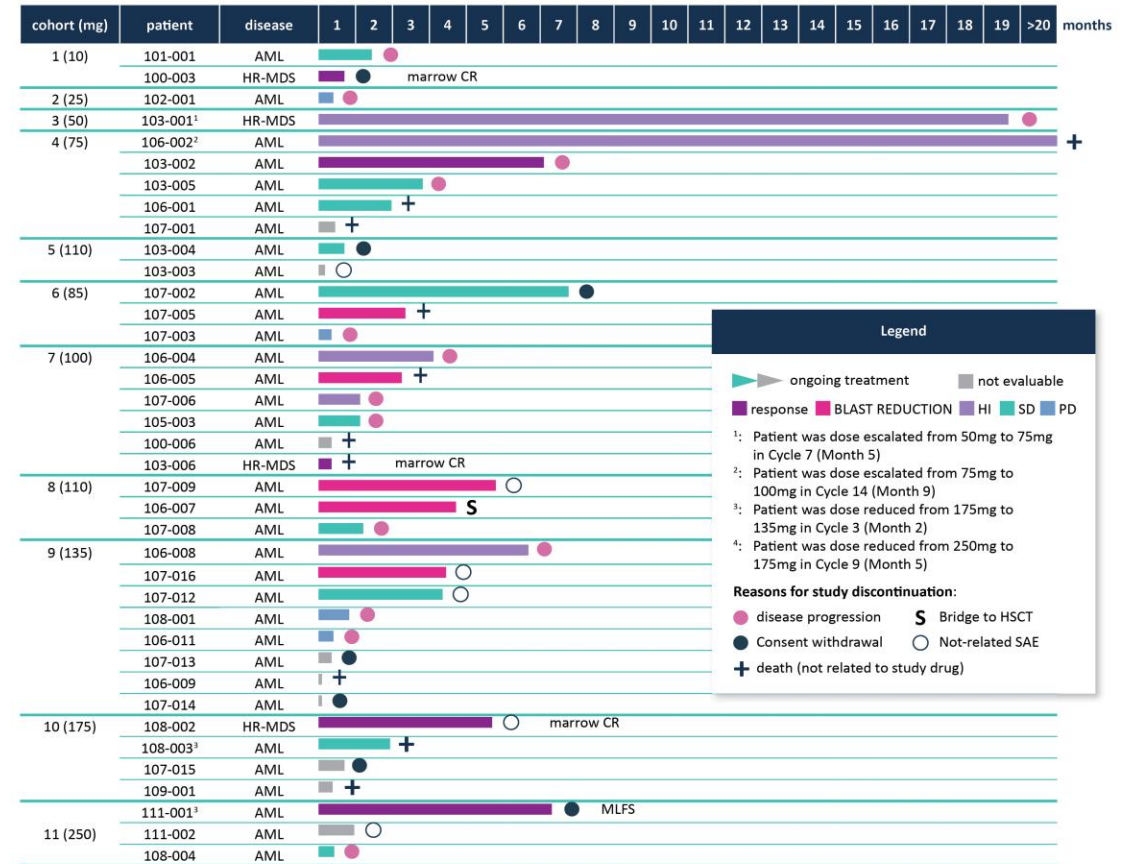 cohort (mg) patient disease 1 2 3 4 5 6 7 8 9 10 11 12 13 14 15 16 17 18 19 >20 months
1 (10) 101-001 AML
100-003 HR-MDS marrow CR
2 (25) 102-001 AML
3 (50) 103-001¹ HR-MDS
4 (75) 106-002² AML
103-002 AML
103-005 AML
106-001 AML
107-001 AML
5 (110) 103-004 AML
103-003 AML
6 (85) 107-002 AML
107-005 AML
107-003 AML
7 (100) 106-004 AML
106-005 AML
107-006 AML
105-003 AML
100-006 AML
103-006 HR-MDS marrow CR
8 (110) 107-009 AML
106-007 AML S
107-008 AML
9 (135) 106-008 AML
107-016 AML
107-012 AML
108-001 AML
106-011 AML
107-013 AML
106-009 AML
107-014 AML
10 (175) 108-002 HR-MDS marrow CR
108-003³ AML
107-015 AML
109-001 AML
111-001³ AML MLFS
11 (250) 111-002 AML
108-004 AML
Legend
ongoing treatment not evaluable
response BLAST REDUCTION HI SD PD
¹: Patient was dose escalated from 50mg to 75mg
in Cycle 7 (Month 5)
²: Patient was dose escalated from 75mg to
100mg in Cycle 14 (Month 9)
³: Patient was dose reduced from 175mg to
135mg in Cycle 3 (Month 2)
⁴: Patient was dose reduced from 250mg to
175mg in Cycle 9 (Month 5)
Reasons for study discontinuation:
disease progression S Bridge to HSCT
Consent withdrawal Not-related SAE
death (not related to study drug)